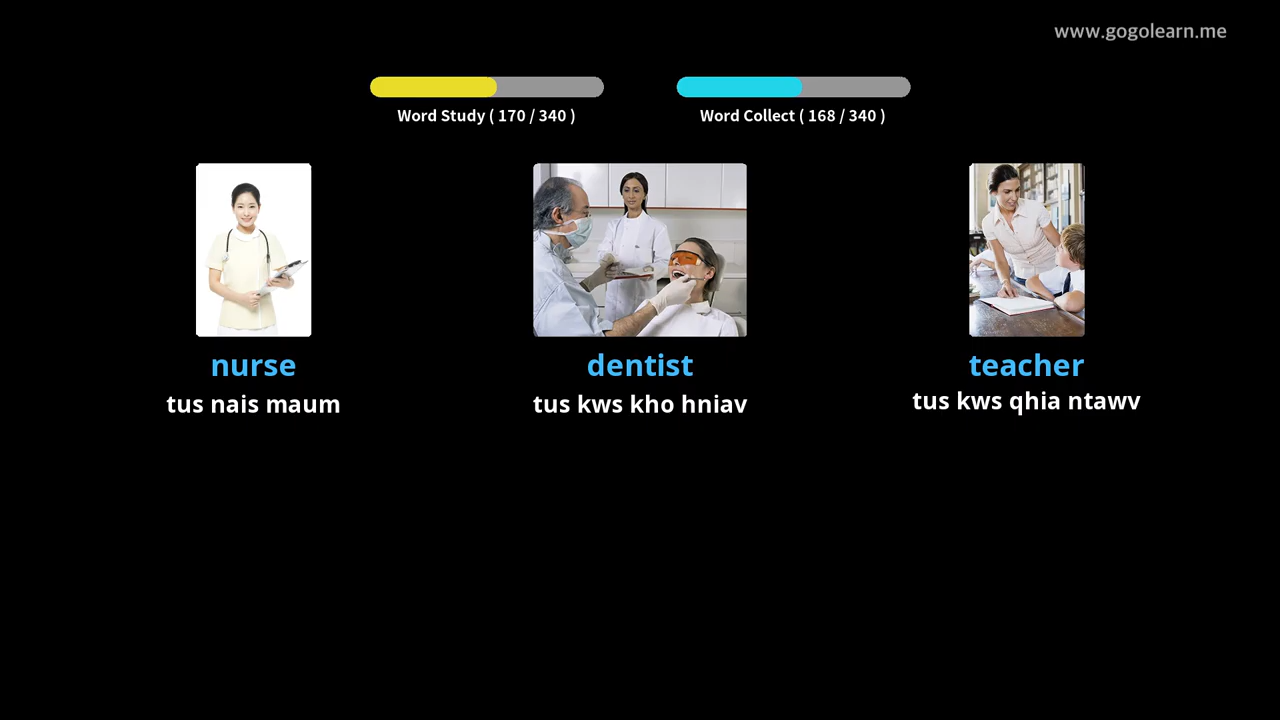 www.gogolearn.me
Word Study ( 170 / 340 )
Word Collect ( 168 / 340 )
nurse
tus nais maum
dentist
tus kws kho hniav
teacher
tus kws qhia ntawv